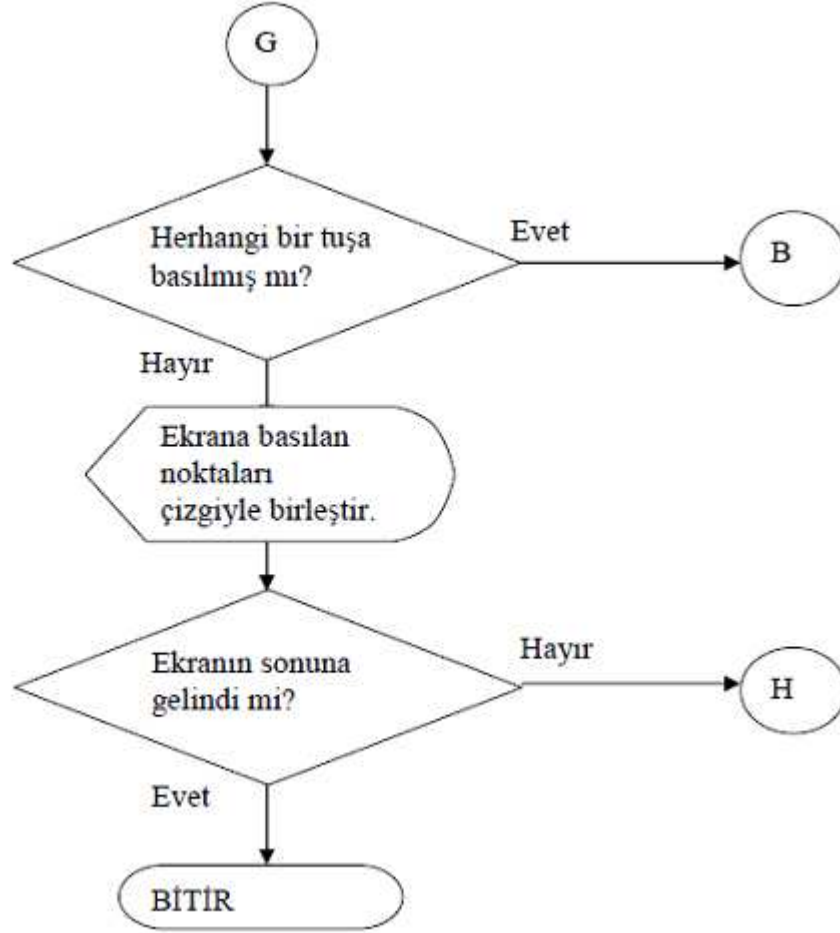 G
Herhangi bir tuşa
basılmış mı?
Evet
B
Hayır
Ekrana basılan
noktaları
çizgiyle birleştir.
Ekranın sonuna
gelindi mi?
Hayır
H
Evet
BİTİR